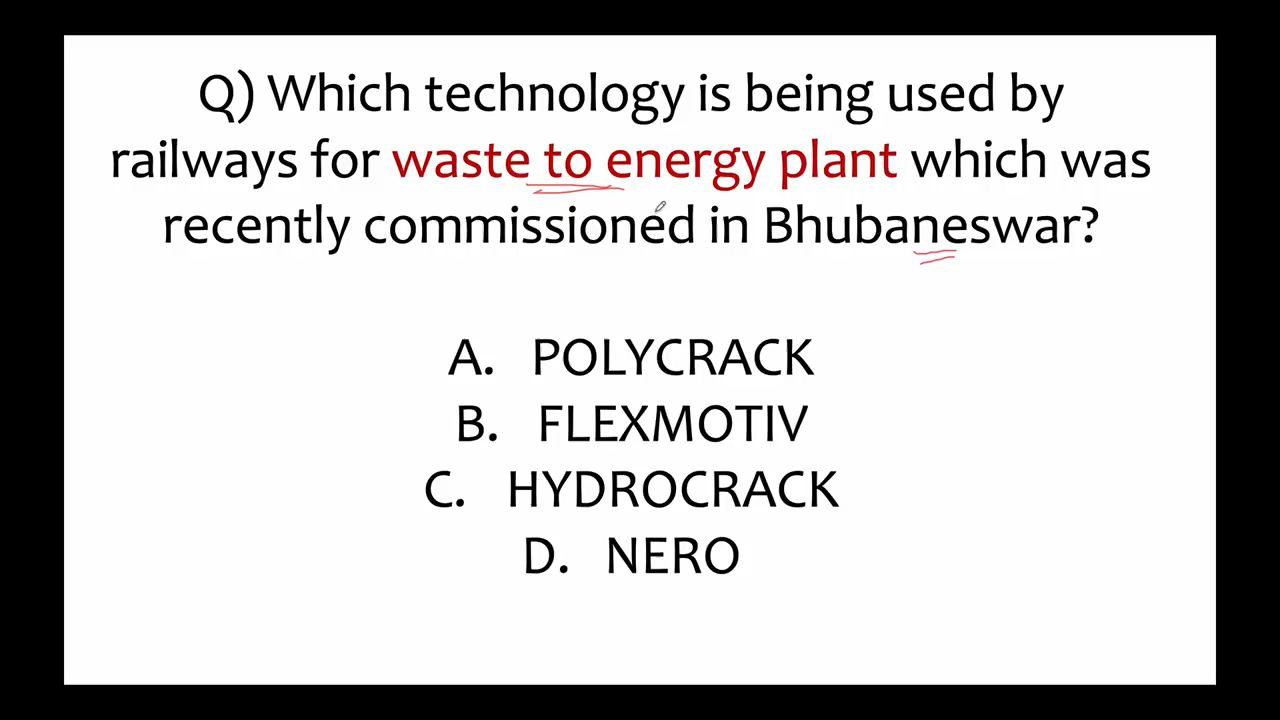 Q) Which technology is being used by
railways for waste to energy plant which was
recently commissioned in Bhubaneswar?
A. POLYCRACK
B. FLEXMOTIV
C. HYDROCRACK
D. NERO